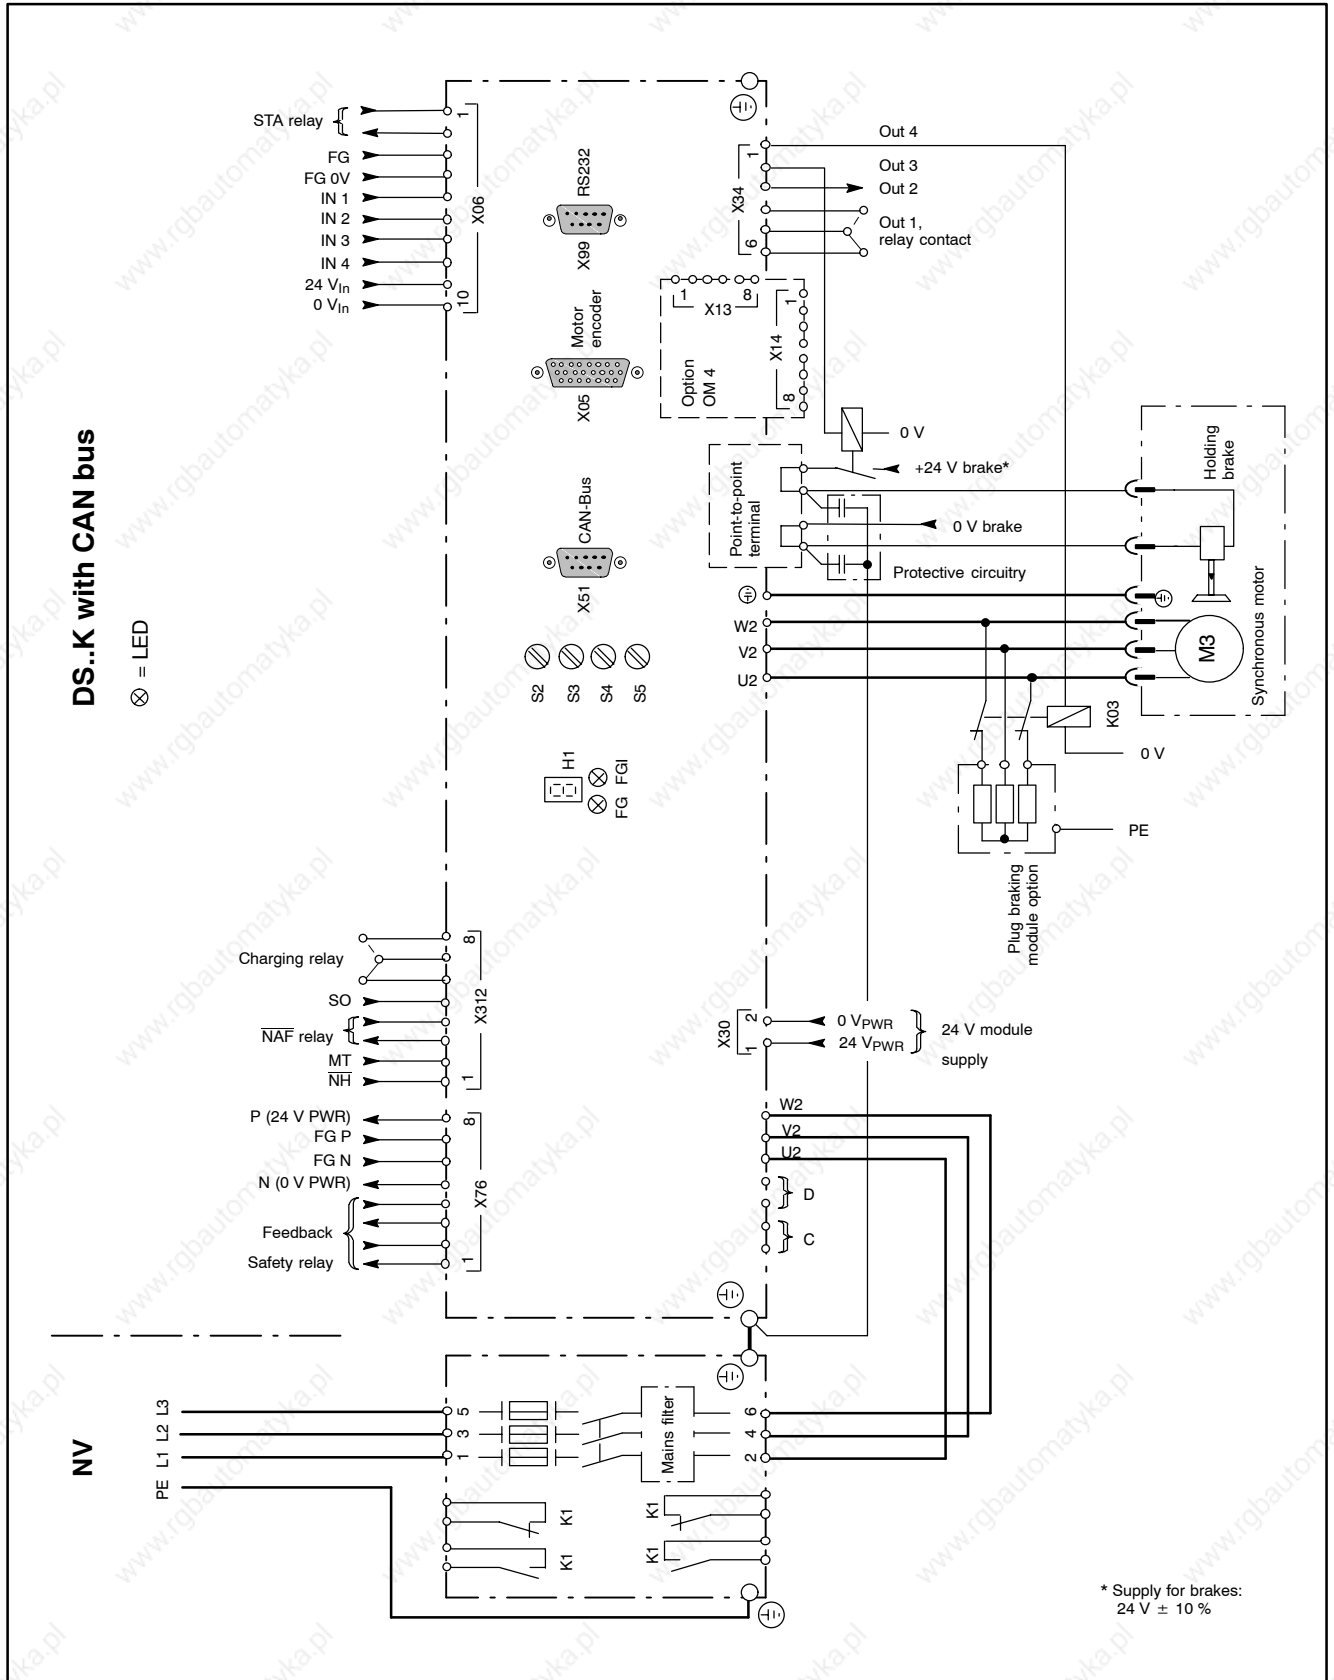 DS..K with CAN bus
= LED
STA relay
FG
FG 0V
IN 1
IN 2
IN 3
IN 4
24 VIn
0 VIn
1
X06
10
RS232
X99
Motor
encoder
X05
CAN-Bus
X51
S2
S3
S4
S5
H1
FG
FGI
1
X34
6
Out 4
Out 3
Out 2
Out 1,
relay contact
1
8
X13
1
X14
8
Option
OM 4
0 V
+24 V brake*
Point-to-point
terminal
0 V brake
Protective circuitry
Holding
brake
W2
V2
U2
M3
Synchronous motor
K03
0 V
PE
Plug braking
module option
Charging relay
SO
NAF relay
MT
NH
8
X312
1
P (24 V PWR)
FG P
FG N
N (0 V PWR)
Feedback
Safety relay
8
X76
1
X30
2
1
0 VPWR
24 VPWR
24 V module
supply
W2
V2
U2
D
C
NV
L3
L2
L1
PE
5
3
1
Mains filter
6
4
2
K1
K1
K1
K1
* Supply for brakes:
24 V ± 10 %
www.rgbautomatyka.pl